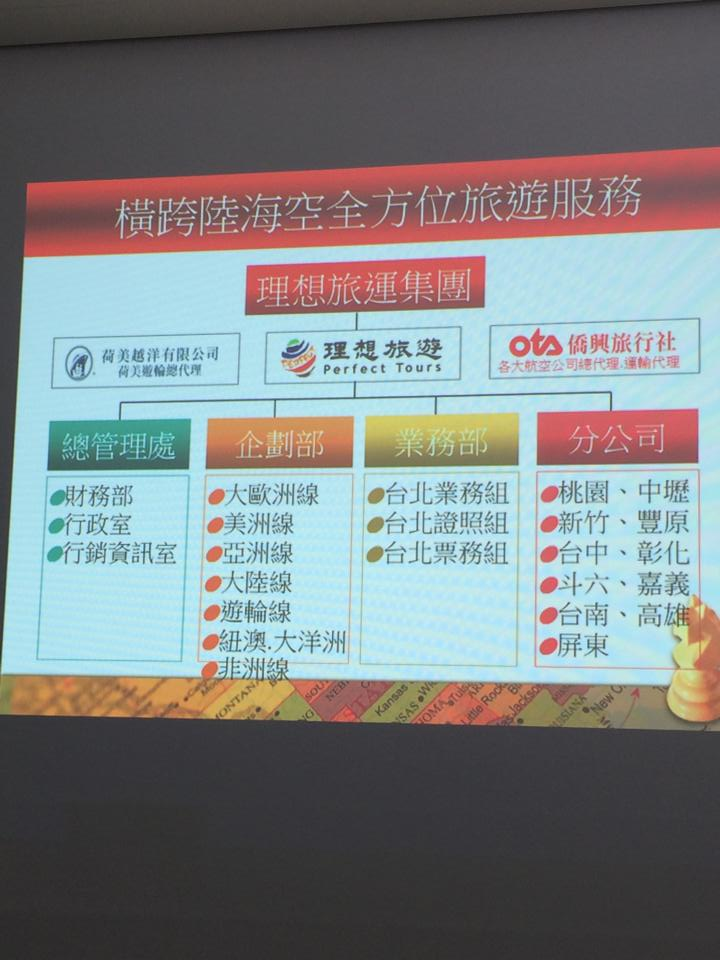 橫跨陸海空全方位旅遊服務
理想旅運集團
荷美越洋有限公司
荷美遊輪總代理
理想旅遊
Perfect Tours
ota 僑興旅行社
各大航空公司總代理.運輸代理
總管理處
財務部
行政室
行銷資訊室
企劃部
大歐洲線
美洲線
亞洲線
大陸線
遊輪線
紐澳.大洋洲
非洲線
業務部
台北業務組
台北證照組
台北票務組
分公司
桃園、中壢
新竹、豐原
台中、彰化
斗六、嘉義
台南、高雄
屏東
MONTANA
Kansas
Little Rock
Jackson